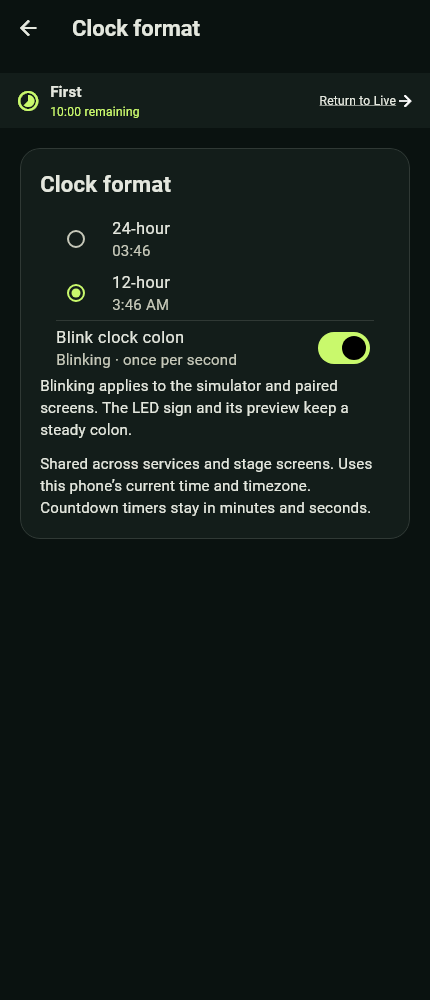 Clock format
First
10:00 remaining
Return to Live
Clock format
24-hour
03:46
12-hour
3:46 AM
Blink clock colon
Blinking · once per second
Blinking applies to the simulator and paired
screens. The LED sign and its preview keep a
steady colon.
Shared across services and stage screens. Uses
this phone’s current time and timezone.
Countdown timers stay in minutes and seconds.